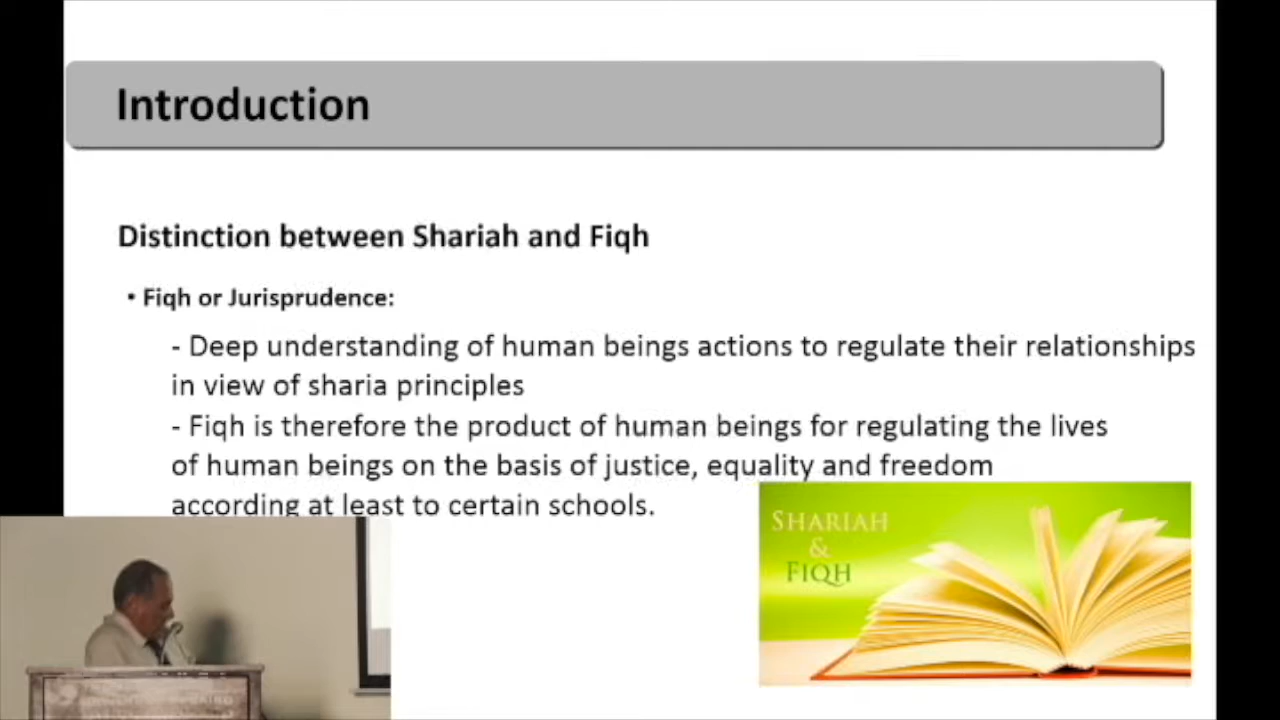 Introduction
Distinction between Shariah and Fiqh
• Fiqh or Jurisprudence:
- Deep understanding of human beings actions to regulate their relationships
in view of sharia principles
- Fiqh is therefore the product of human beings for regulating the lives
of human beings on the basis of justice, equality and freedom
according at least to certain schools.
SHARIAH
&
FIQH